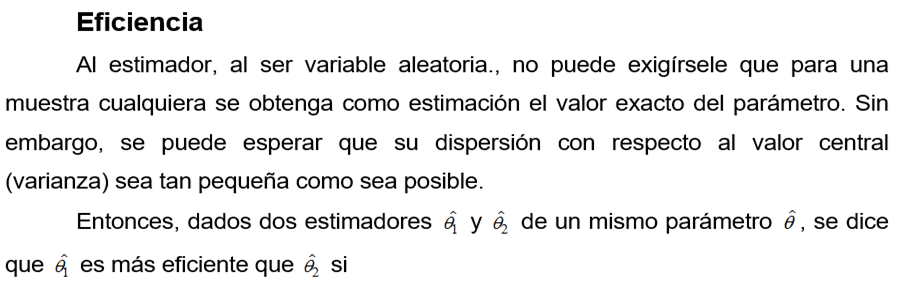 Eficiencia
Al estimador, al ser variable aleatoria., no puede exigírsele que para una
muestra cualquiera se obtenga como estimación el valor exacto del parámetro. Sin
embargo, se puede esperar que su dispersión con respecto al valor central
(varianza) sea tan pequeña como sea posible.
Entonces, dados dos estimadores θ̂₁ y θ̂₂ de un mismo parámetro θ̂, se dice
que θ̂₁ es más eficiente que θ̂₂ si